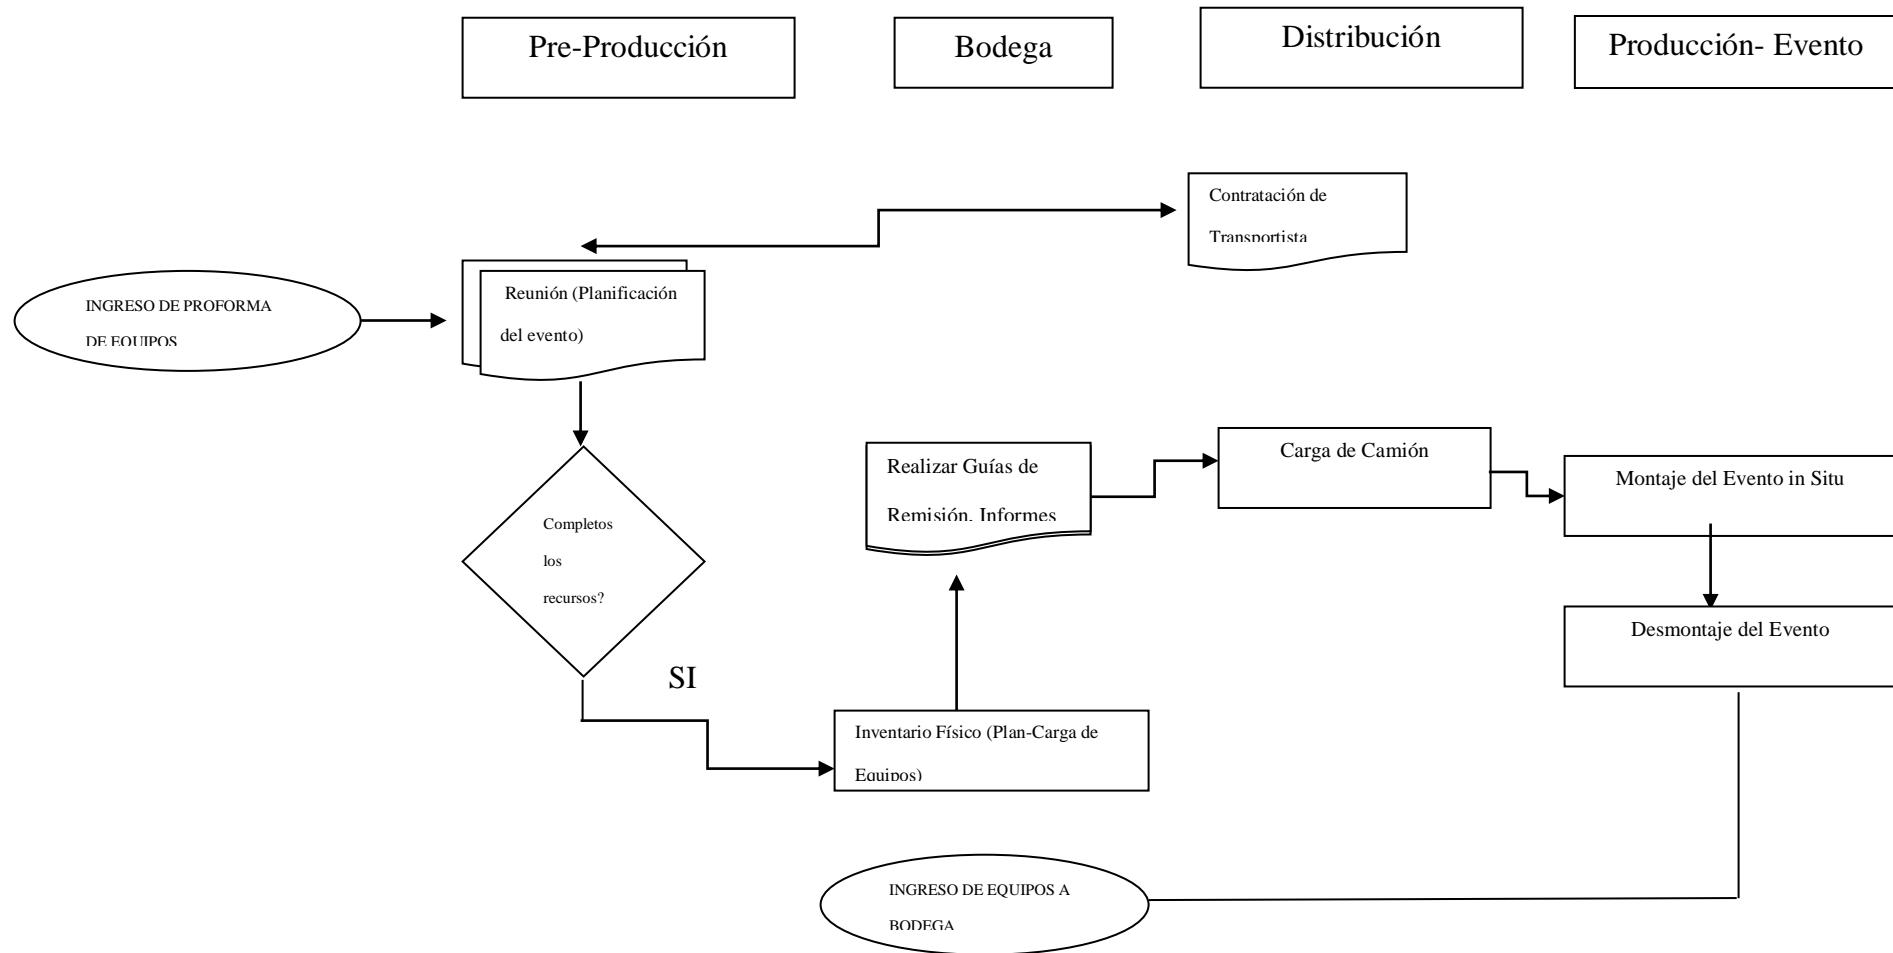 Pre-Producción
Bodega
Distribución
Producción- Evento
Contratación de
Transportista
INGRESO DE PROFORMA
DE EQUIPOS
Reunión (Planificación
del evento)
Completos
los
recursos?
SI
Realizar Guías de
Remisión, Informes
Carga de Camión
Montaje del Evento in Situ
Desmontaje del Evento
Inventario Físico (Plan-Carga de
Equipos)
INGRESO DE EQUIPOS A
BODEGA